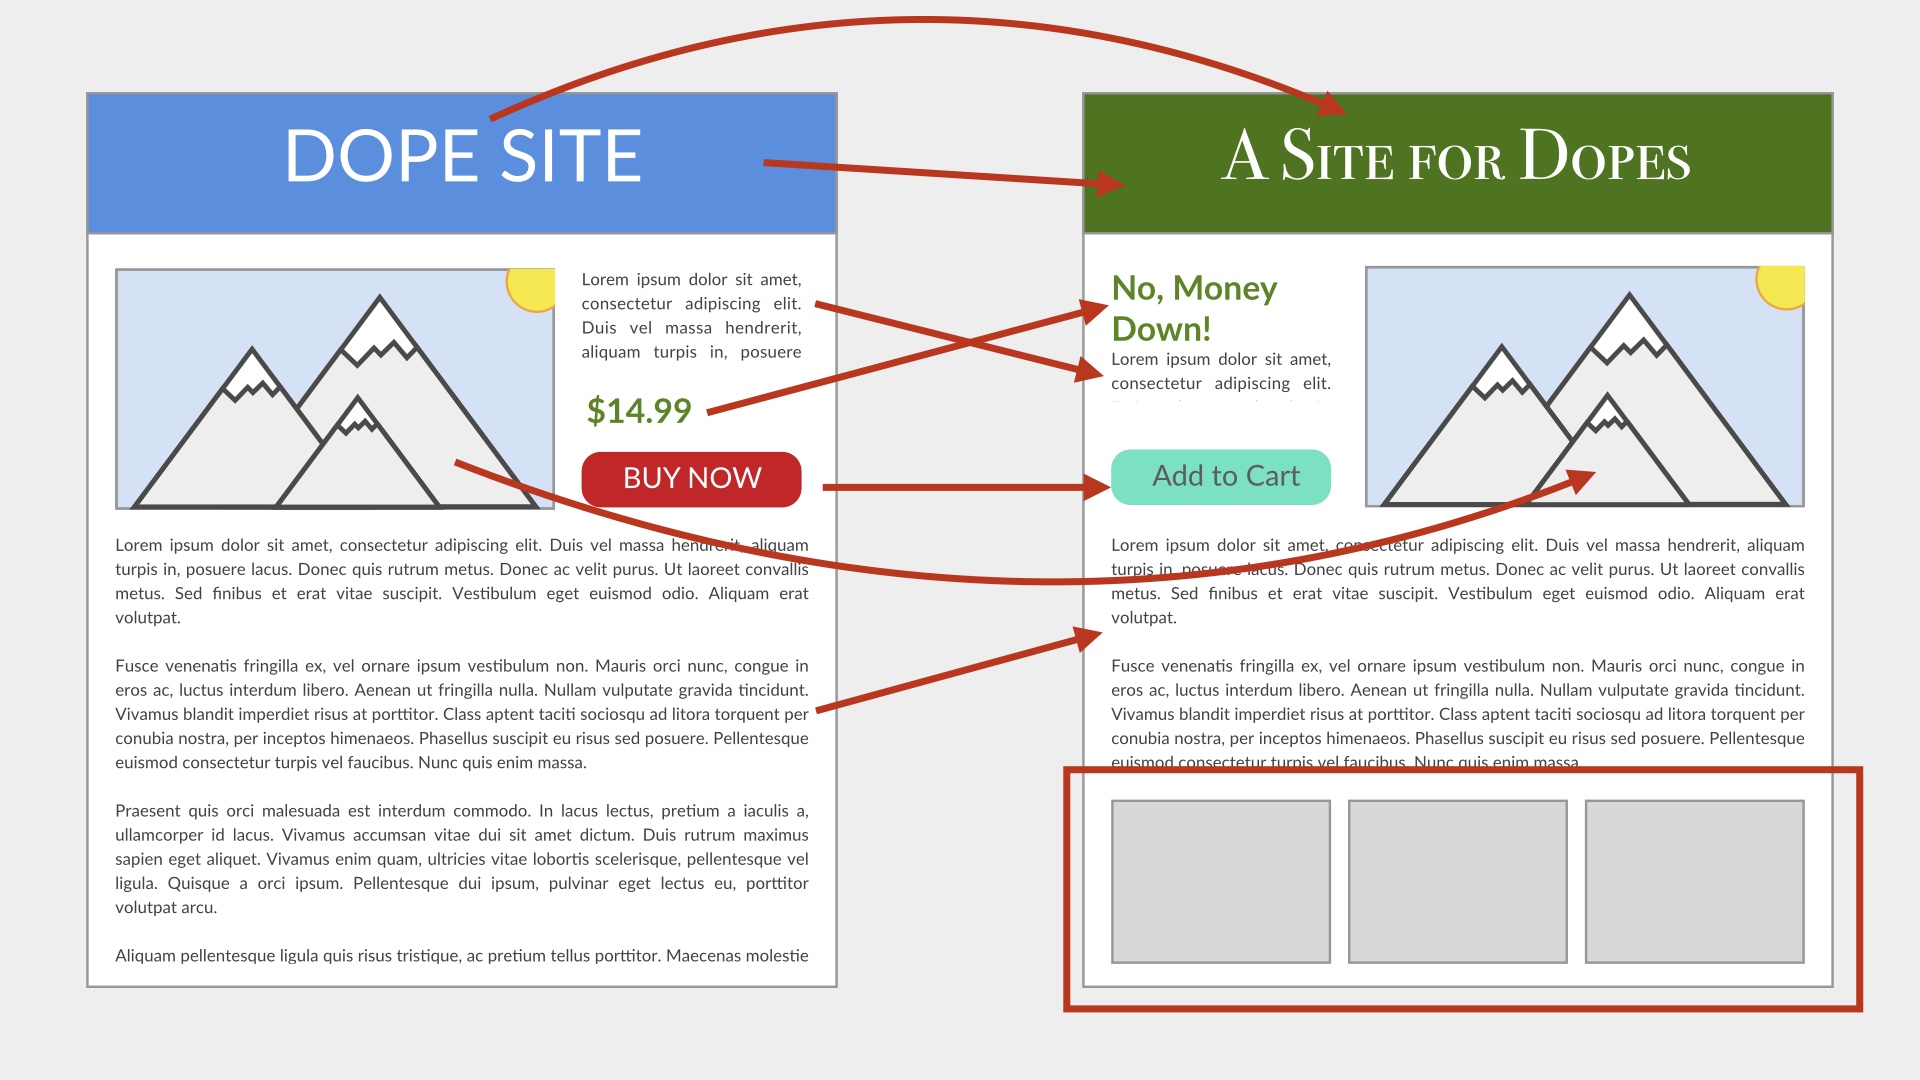 DOPE SITE
Lorem ipsum dolor sit amet,
consectetur adipiscing elit.
Duis vel massa hendrerit,
aliquam turpis in, posuere
$14.99
BUY NOW
Lorem ipsum dolor sit amet, consectetur adipiscing elit. Duis vel massa hendrerit, aliquam
turpis in, posuere lacus. Donec quis rutrum metus. Donec ac velit purus. Ut laoreet convallis
metus. Sed finibus et erat vitae suscipit. Vestibulum eget euismod odio. Aliquam erat
volutpat.
Fusce venenatis fringilla ex, vel ornare ipsum vestibulum non. Mauris orci nunc, congue in
eros ac, luctus interdum libero. Aenean ut fringilla nulla. Nullam vulputate gravida tincidunt.
Vivamus blandit imperdiet risus at porttitor. Class aptent taciti sociosqu ad litora torquent per
conubia nostra, per inceptos himenaeos. Phasellus suscipit eu risus sed posuere. Pellentesque
euismod consectetur turpis vel faucibus. Nunc quis enim massa.
Praesent quis orci malesuada est interdum commodo. In lacus lectus, pretium a iaculis a,
ullamcorper id lacus. Vivamus accumsan vitae dui sit amet dictum. Duis rutrum maximus
sapien eget aliquet. Vivamus enim quam, ultricies vitae lobortis scelerisque, pellentesque vel
ligula. Quisque a orci ipsum. Pellentesque dui ipsum, pulvinar eget lectus eu, porttitor
volutpat arcu.
Aliquam pellentesque ligula quis risus tristique, ac pretium tellus porttitor. Maecenas molestie
A Site for Dopes
No, Money
Down!
Lorem ipsum dolor sit amet,
consectetur adipiscing elit.
Add to Cart
Lorem ipsum dolor sit amet, consectetur adipiscing elit. Duis vel massa hendrerit, aliquam
turpis in, posuere lacus. Donec quis rutrum metus. Donec ac velit purus. Ut laoreet convallis
metus. Sed finibus et erat vitae suscipit. Vestibulum eget euismod odio. Aliquam erat
volutpat.
Fusce venenatis fringilla ex, vel ornare ipsum vestibulum non. Mauris orci nunc, congue in
eros ac, luctus interdum libero. Aenean ut fringilla nulla. Nullam vulputate gravida tincidunt.
Vivamus blandit imperdiet risus at porttitor. Class aptent taciti sociosqu ad litora torquent per
conubia nostra, per inceptos himenaeos. Phasellus suscipit eu risus sed posuere. Pellentesque
euismod consectetur turpis vel faucibus. Nunc quis enim massa.